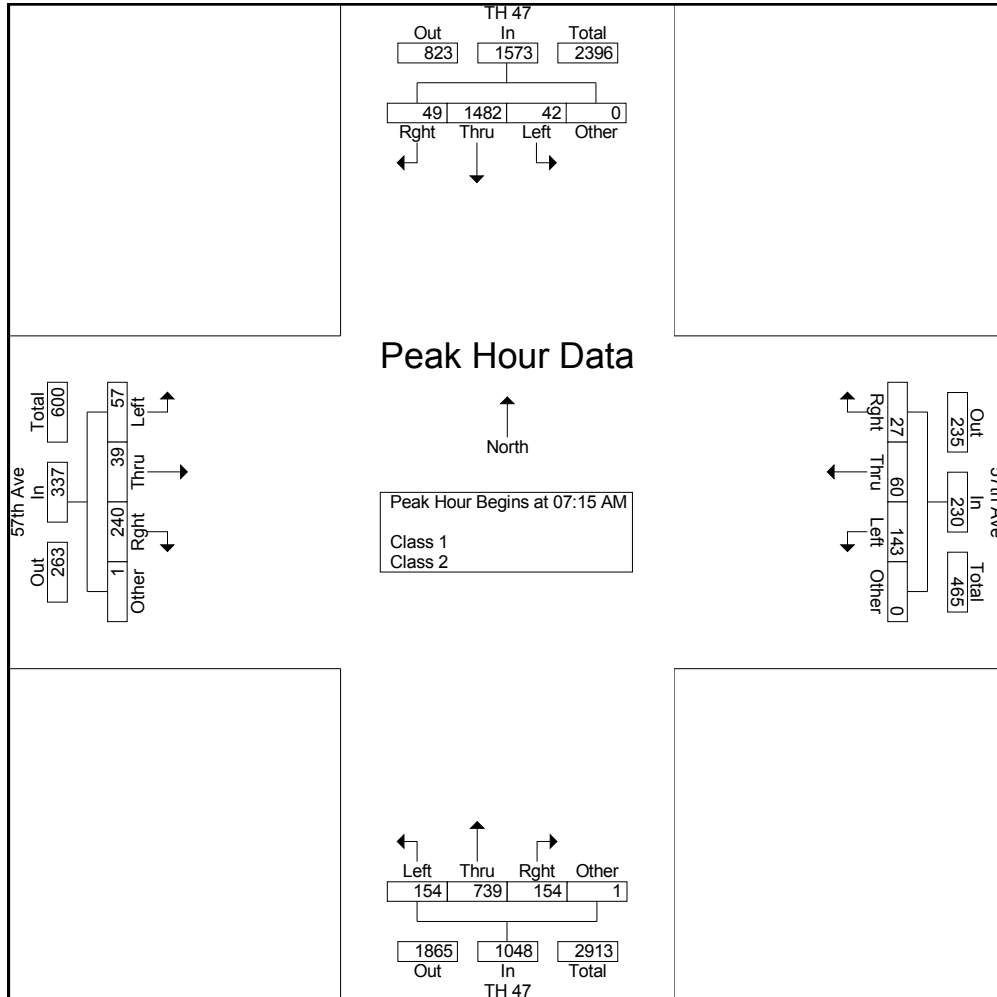 TH 47
Out In Total
823 1573 2396
49 1482 42 0
Rght Thru Left Other
Peak Hour Data
North
Peak Hour Begins at 07:15 AM
Class 1
Class 2
57th Ave
Out In Total
263 337 600
Left Thru Rght Other
57 39 240 1
57th Ave
Out In Total
235 230 465
Rght Thru Left Other
27 60 143 0
Left Thru Rght Other
154 739 154 1
1865 1048 2913
Out In Total
TH 47